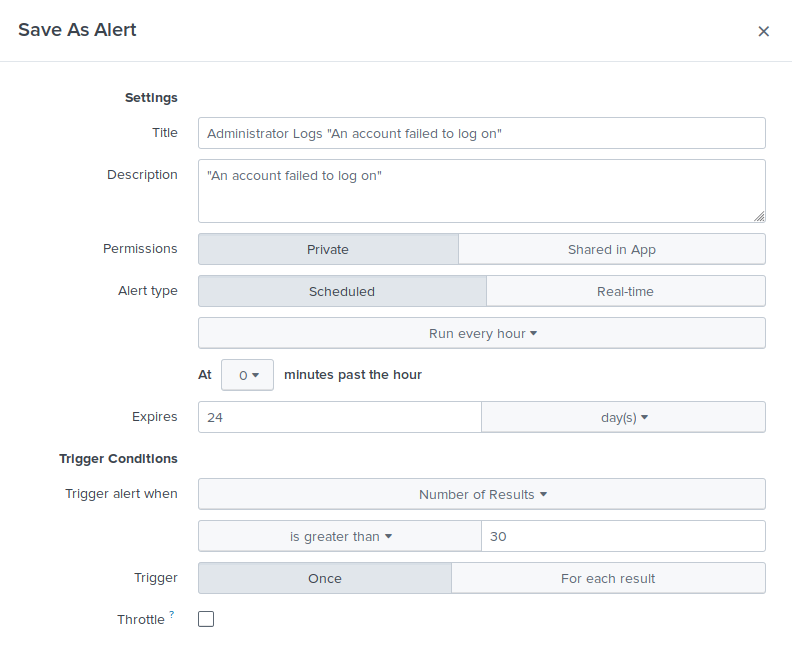 Save As Alert
Settings
Title Administrator Logs "An account failed to log on"
Description "An account failed to log on"
Permissions Private Shared in App
Alert type Scheduled Real-time
Run every hour
At 0 minutes past the hour
Expires 24 day(s)
Trigger Conditions
Trigger alert when Number of Results
is greater than 30
Trigger Once For each result
Throttle ?